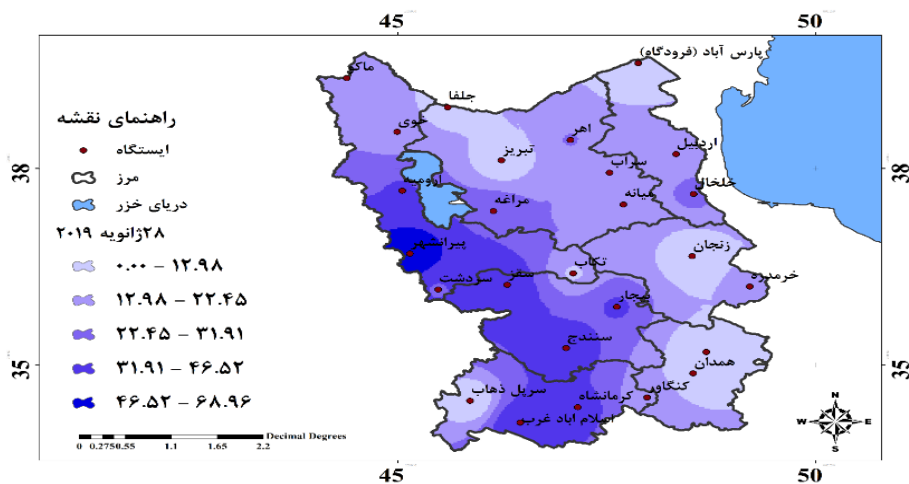 45
50
38
38
35
35
45
50
راهنمای نقشه
ایستگاه
مرز
دریای خزر
۲۸ژانویه ۲۰۱۹
۰.۰۰ – ۱۲.۹۸
۱۲.۹۸ – ۲۲.۴۵
۲۲.۴۵ – ۳۱.۹۱
۳۱.۹۱ – ۴۶.۵۲
۴۶.۵۲ – ۶۸.۹۶
Decimal Degrees
0 0.2750.55 1.1 1.65 2.2
پارس آباد (فرودگاه)
ماکو
جلفا
خوی
اهر
تبریز
اردبیل
سراب
خلخال
ارومیه
مراغه
میانه
پیرانشهر
زنجان
تکاب
خرمدره
سردشت
سقز
بیجار
سنندج
همدان
سرپل ذهاب
کنگاور
کرمانشاه
اسلام اباد غرب
N
W E
S